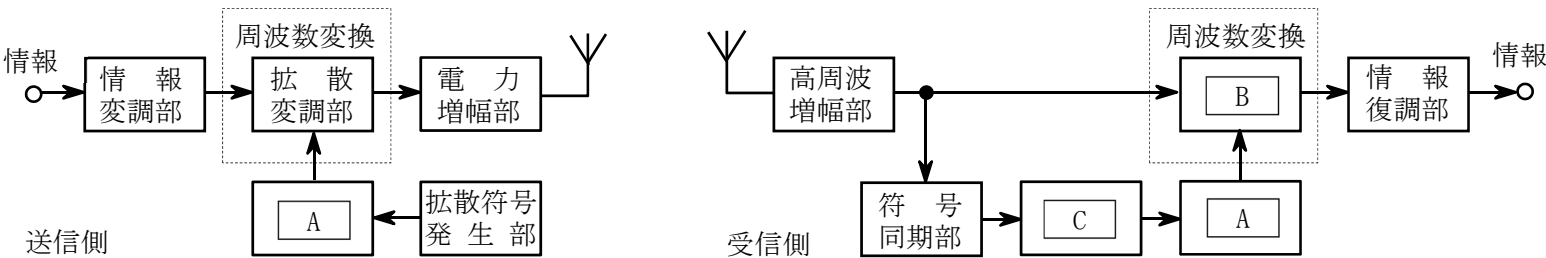 周波数変換
情報
情　報
変調部
拡　散
変調部
電　力
増幅部
A
拡散符号
発 生 部
送信側
高周波
増幅部
周波数変換
B
情　報
復調部
情報
符　号
同期部
C
A
受信側